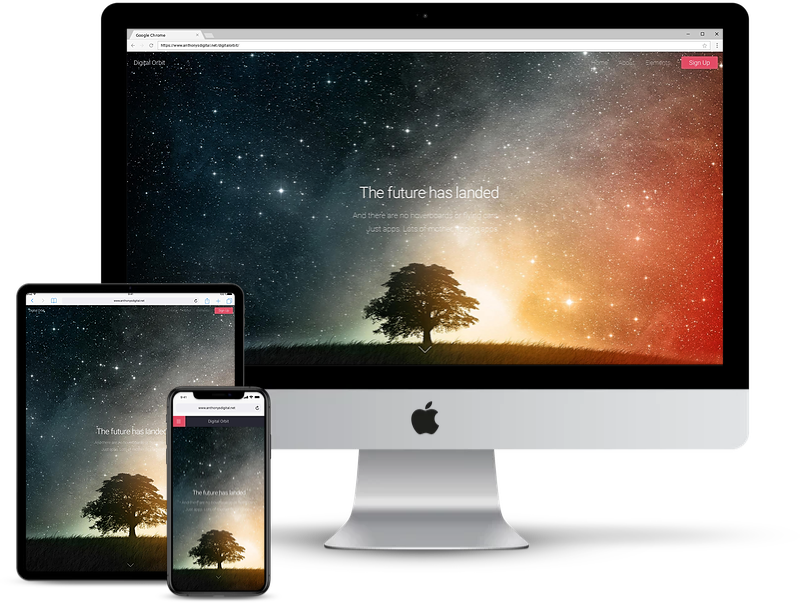 Google Chrome
https://www.anthonysdigital.net/digitalorbit/
Digital Orbit
Home About Elements Sign Up
The future has landed
And there are no hoverboards or flying cars.
Just apps. Lots of mother flipping apps.
www.anthonysdigital.net
Digital Orbit
Sign Up
The future has landed
www.anthonysdigital.net
Digital Orbit
The future has landed